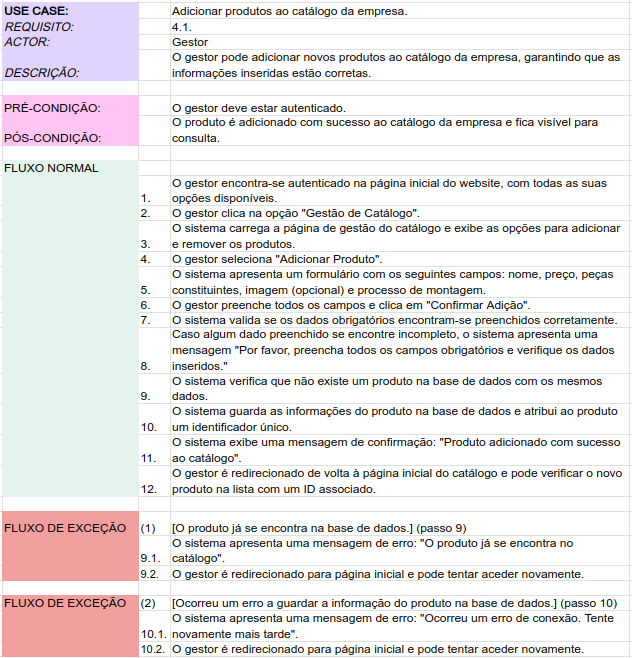 USE CASE: Adicionar produtos ao catálogo da empresa.
REQUISITO: 4.1.
ACTOR: Gestor
O gestor pode adicionar novos produtos ao catálogo da empresa, garantindo que as
DESCRIÇÃO: informações inseridas estão corretas.
PRÉ-CONDIÇÃO: O gestor deve estar autenticado.
O produto é adicionado com sucesso ao catálogo da empresa e fica visível para
PÓS-CONDIÇÃO: consulta.
FLUXO NORMAL
O gestor encontra-se autenticado na página inicial do website, com todas as suas
1. opções disponíveis.
2. O gestor clica na opção "Gestão de Catálogo".
O sistema carrega a página de gestão do catálogo e exibe as opções para adicionar
3. e remover os produtos.
4. O gestor seleciona "Adicionar Produto".
O sistema apresenta um formulário com os seguintes campos: nome, preço, peças
5. constituintes, imagem (opcional) e processo de montagem.
6. O gestor preenche todos os campos e clica em "Confirmar Adição".
7. O sistema valida se os dados obrigatórios encontram-se preenchidos corretamente.
Caso algum dado preenchido se encontre incompleto, o sistema apresenta uma
mensagem "Por favor, preencha todos os campos obrigatórios e verifique os dados
8. inseridos."
O sistema verifica que não existe um produto na base de dados com os mesmos
9. dados.
O sistema guarda as informações do produto na base de dados e atribui ao produto
10. um identificador único.
O sistema exibe uma mensagem de confirmação: "Produto adicionado com sucesso
11. ao catálogo".
O gestor é redirecionado de volta à página inicial do catálogo e pode verificar o novo
12. produto na lista com um ID associado.
FLUXO DE EXCEÇÃO (1) [O produto já se encontra na base de dados.] (passo 9)
O sistema apresenta uma mensagem de erro: "O produto já se encontra no
9.1. catálogo".
9.2. O gestor é redirecionado para página inicial e pode tentar aceder novamente.
FLUXO DE EXCEÇÃO (2) [Ocorreu um erro a guardar a informação do produto na base de dados.] (passo 10)
O sistema apresenta uma mensagem de erro: "Ocorreu um erro de conexão. Tente
10.1. novamente mais tarde".
10.2. O gestor é redirecionado para página inicial e pode tentar aceder novamente.